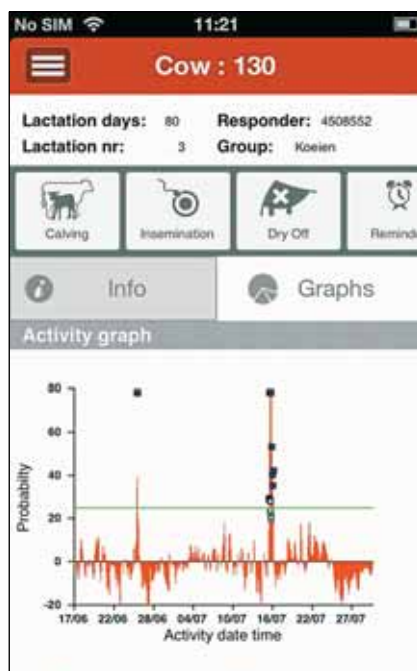 No SIM 11:21
Cow : 130
Lactation days: 80 Responder: 4508552
Lactation nr: 3 Group: Koeien
Calving Insemination Dry Off Reminde
Info Graphs
Activity graph
80
60
40
20
0
-20
Probabilty
17/06 22/06 28/06 04/07 10/07 16/07 22/07 27/07
Activity date time